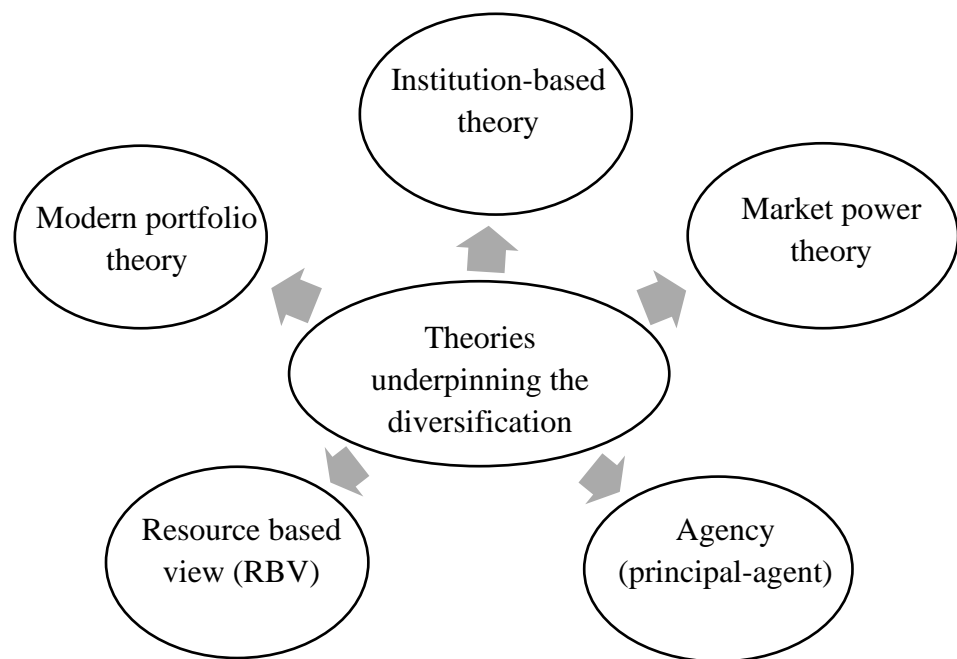 Institution-based
theory
Modern portfolio
theory
Market power
theory
Theories
underpinning the
diversification
Resource based
view (RBV)
Agency
(principal-agent)